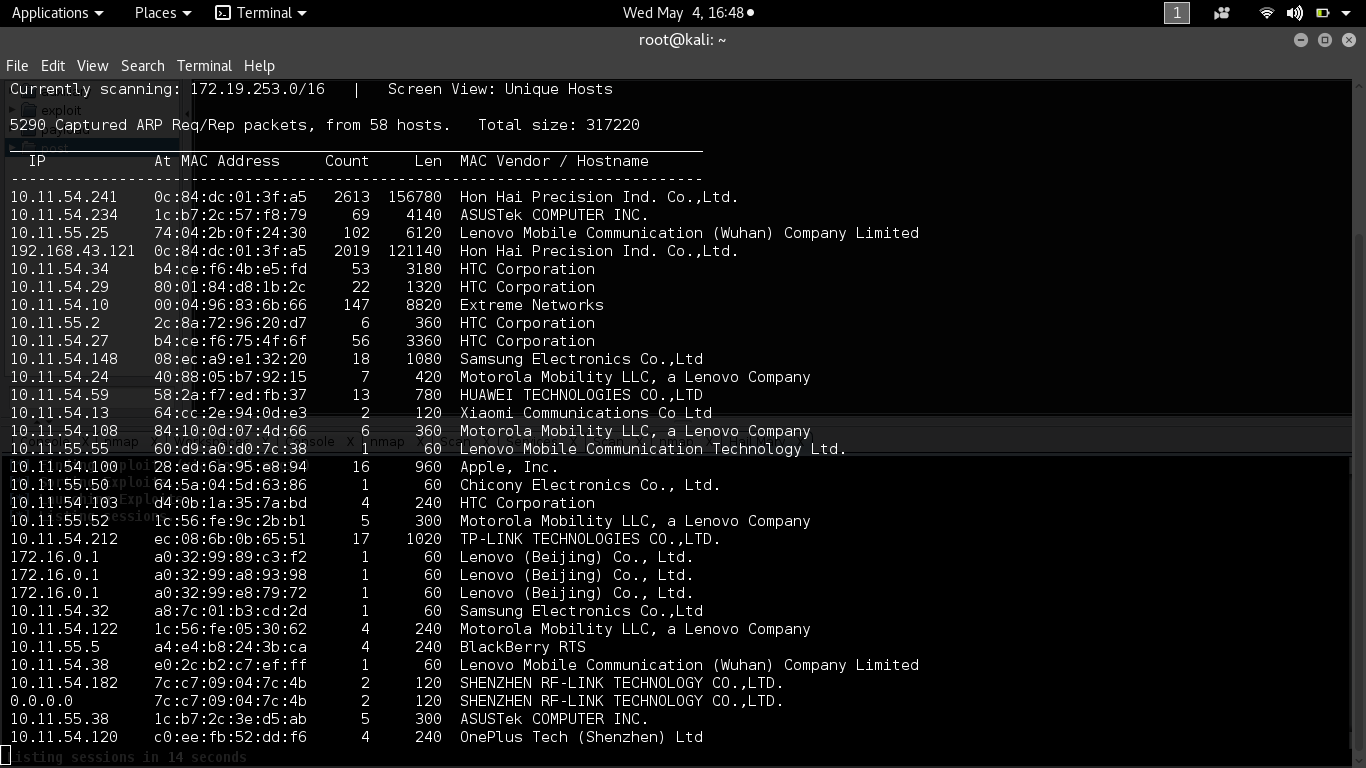 Applications Places Terminal Wed May 4, 16:48 1
root@kali: ~
File Edit View Search Terminal Help
Currently scanning: 172.19.253.0/16 | Screen View: Unique Hosts
exploit
5290 Captured ARP Req/Rep packets, from 58 hosts. Total size: 317220
post
IP At MAC Address Count Len MAC Vendor / Hostname
-----------------------------------------------------------------------------
10.11.54.241 0c:84:dc:01:3f:a5 2613 156780 Hon Hai Precision Ind. Co.,Ltd.
10.11.54.234 1c:b7:2c:57:f8:79 69 4140 ASUSTek COMPUTER INC.
10.11.55.25 74:04:2b:0f:24:30 102 6120 Lenovo Mobile Communication (Wuhan) Company Limited
192.168.43.121 0c:84:dc:01:3f:a5 2019 121140 Hon Hai Precision Ind. Co.,Ltd.
10.11.54.34 b4:ce:f6:4b:e5:fd 53 3180 HTC Corporation
10.11.54.29 80:01:84:d8:1b:2c 22 1320 HTC Corporation
10.11.54.10 00:04:96:83:6b:66 147 8820 Extreme Networks
10.11.55.2 2c:8a:72:96:20:d7 6 360 HTC Corporation
10.11.54.27 b4:ce:f6:75:4f:6f 56 3360 HTC Corporation
10.11.54.148 08:ec:a9:e1:32:20 18 1080 Samsung Electronics Co.,Ltd
10.11.54.24 40:88:05:b7:92:15 7 420 Motorola Mobility LLC, a Lenovo Company
10.11.54.59 58:2a:f7:ed:fb:37 13 780 HUAWEI TECHNOLOGIES CO.,LTD
10.11.54.13 64:cc:2e:94:0d:e3 2 120 Xiaomi Communications Co Ltd
10.11.54.108 84:10:0d:07:4d:66 6 360 Motorola Mobility LLC, a Lenovo Company
10.11.55.55 60:d9:a0:d0:7c:38 1 60 Lenovo Mobile Communication Technology Ltd.
10.11.54.100 28:ed:6a:95:e8:94 16 960 Apple, Inc.
10.11.55.50 64:5a:04:5d:63:86 1 60 Chicony Electronics Co., Ltd.
10.11.54.103 d4:0b:1a:35:7a:bd 4 240 HTC Corporation
10.11.55.52 1c:56:fe:9c:2b:b1 5 300 Motorola Mobility LLC, a Lenovo Company
10.11.54.212 ec:08:6b:0b:65:51 17 1020 TP-LINK TECHNOLOGIES CO.,LTD.
172.16.0.1 a0:32:99:89:c3:f2 1 60 Lenovo (Beijing) Co., Ltd.
172.16.0.1 a0:32:99:a8:93:98 1 60 Lenovo (Beijing) Co., Ltd.
172.16.0.1 a0:32:99:e8:79:72 1 60 Lenovo (Beijing) Co., Ltd.
10.11.54.32 a8:7c:01:b3:cd:2d 1 60 Samsung Electronics Co.,Ltd
10.11.54.122 1c:56:fe:05:30:62 4 240 Motorola Mobility LLC, a Lenovo Company
10.11.55.5 a4:e4:b8:24:3b:ca 4 240 BlackBerry RTS
10.11.54.38 e0:2c:b2:c7:ef:ff 1 60 Lenovo Mobile Communication (Wuhan) Company Limited
10.11.54.182 7c:c7:09:04:7c:4b 2 120 SHENZHEN RF-LINK TECHNOLOGY CO.,LTD.
0.0.0.0 7c:c7:09:04:7c:4b 2 120 SHENZHEN RF-LINK TECHNOLOGY CO.,LTD.
10.11.55.38 1c:b7:2c:3e:d5:ab 5 300 ASUSTek COMPUTER INC.
10.11.54.120 c0:ee:fb:52:dd:f6 4 240 OnePlus Tech (Shenzhen) Ltd
listing sessions in 14 seconds